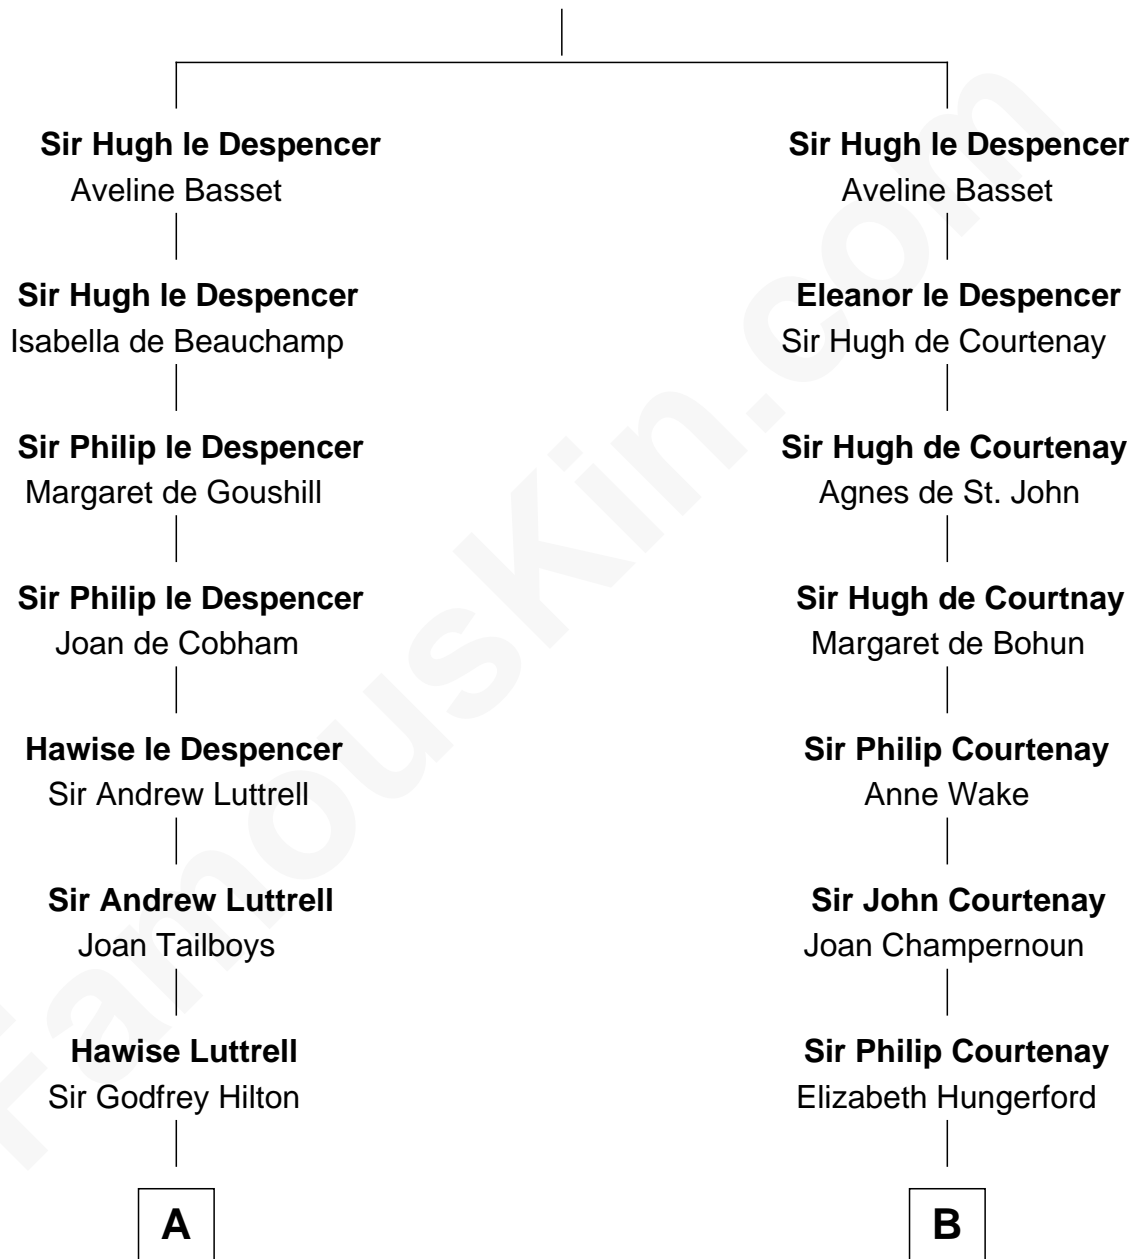 Sir Hugh le Despencer
Aveline Basset
Sir Hugh le Despencer
Isabella de Beauchamp
Sir Philip le Despencer
Margaret de Goushill
Sir Philip le Despencer
Joan de Cobham
Hawise le Despencer
Sir Andrew Luttrell
Sir Andrew Luttrell
Joan Tailboys
Hawise Luttrell
Sir Godfrey Hilton
A
Sir Hugh le Despencer
Aveline Basset
Eleanor le Despencer
Sir Hugh de Courtenay
Sir Hugh de Courtenay
Agnes de St. John
Sir Hugh de Courtnay
Margaret de Bohun
Sir Philip Courtenay
Anne Wake
Sir John Courtenay
Joan Champernoun
Sir Philip Courtenay
Elizabeth Hungerford
B
FamousKin.com